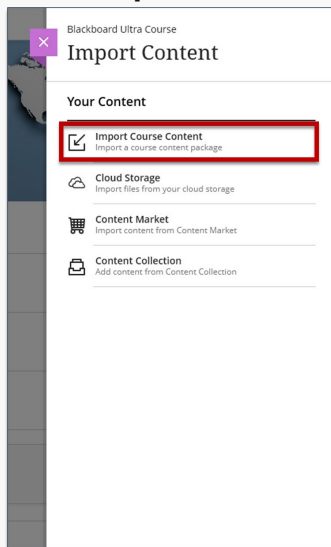 Blackboard Ultra Course
Import Content
Your Content
Import Course Content
Import a course content package
Cloud Storage
Import files from your cloud storage
Content Market
Import content from Content Market
Content Collection
Add content from Content Collection